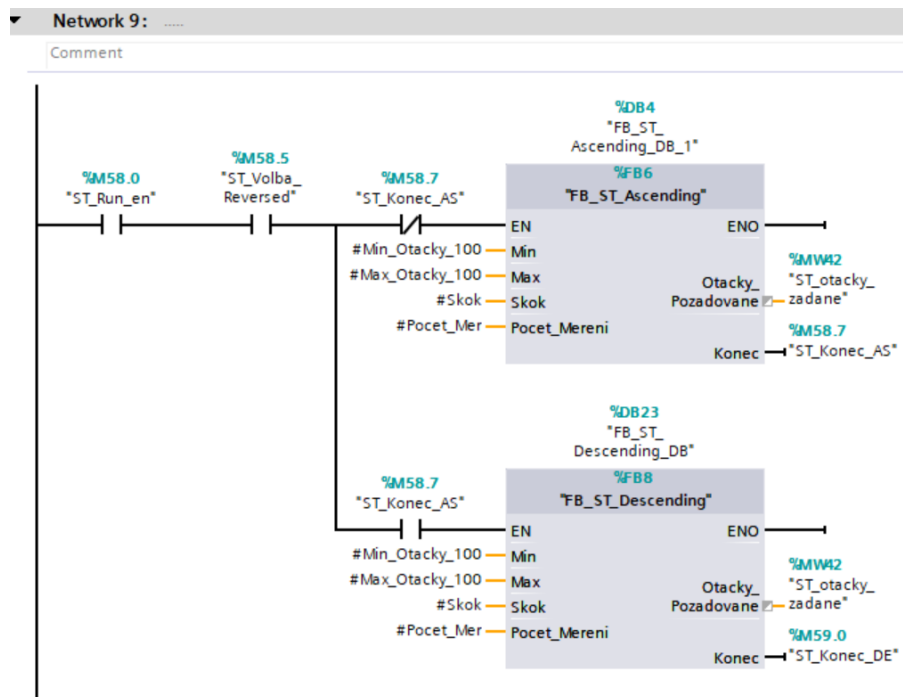 Network 9: .....
Comment
%DB4
"FB_ST_
Ascending_DB_1"
%M58.0
"ST_Run_en"
%M58.5
"ST_Volba_
Reversed"
%M58.7
"ST_Konec_AS"
%FB6
"FB_ST_Ascending"
EN
ENO
#Min_Otacky_100
Min
#Max_Otacky_100
Max
#Skok
Skok
#Pocet_Mer
Pocet_Mereni
Otacky_
Pozadovane
%MW42
"ST_otacky_
zadane"
Konec
%M58.7
"ST_Konec_AS"
%DB23
"FB_ST_
Descending_DB"
%M58.7
"ST_Konec_AS"
%FB8
"FB_ST_Descending"
EN
ENO
#Min_Otacky_100
Min
#Max_Otacky_100
Max
#Skok
Skok
#Pocet_Mer
Pocet_Mereni
Otacky_
Pozadovane
%MW42
"ST_otacky_
zadane"
Konec
%M59.0
"ST_Konec_DE"